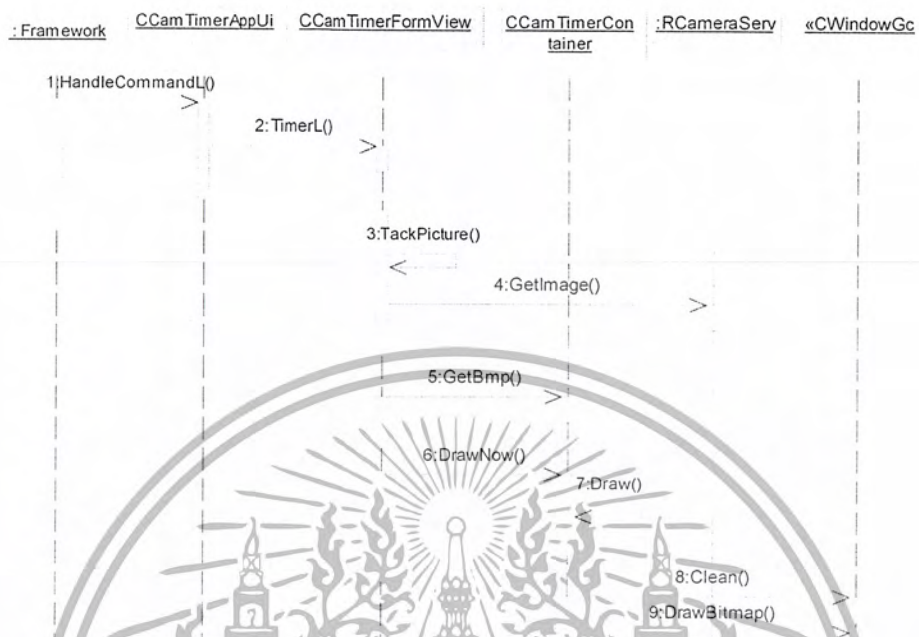 : Framework
CCamTimerAppUi
CCamTimerFormView
CCamTimerCon
tainer
:RCameraServ
«CWindowGc
1:HandleCommandL()
2:TimerL()
3:TackPicture()
4:GetImage()
5:GetBmp()
6:DrawNow()
7:Draw()
8:Clean()
9:DrawBitmap()